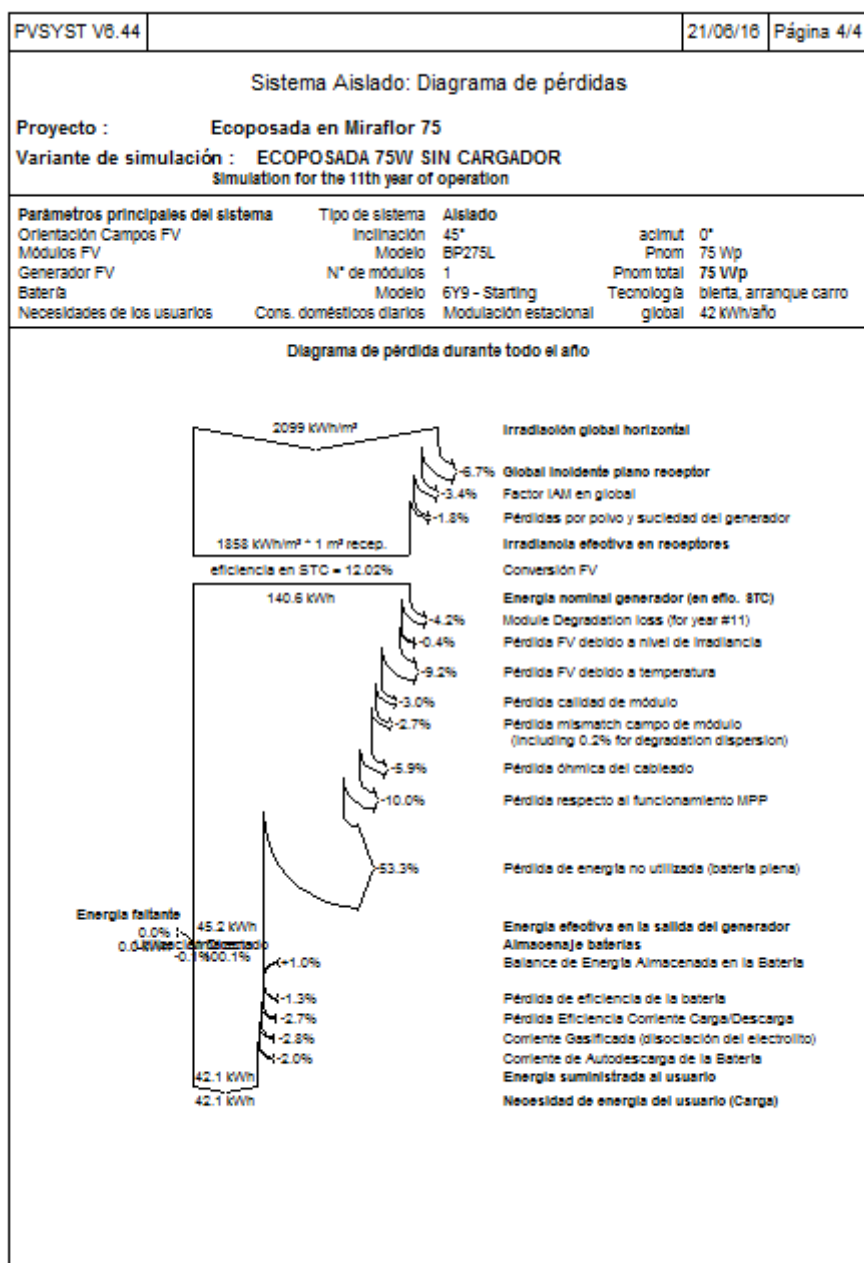 PVSYST V6.44 21/06/16 Página 4/4
Sistema Aislado: Diagrama de pérdidas
Proyecto : Ecoposada en Miraflor 75
Variante de simulación : ECOPOSADA 75W SIN CARGADOR
Simulation for the 11th year of operation
Parámetros principales del sistema Tipo de sistema Aislado
Orientación Campos FV Inclinación 45° acimut 0°
Módulos FV Modelo BP275L Pnom 75 Wp
Generador FV N° de módulos 1 Pnom total 75 Wp
Batería Modelo 6Y9 - Starting Tecnología bierta, arranque carro
Necesidades de los usuarios Cons. domésticos diarios Modulación estacional global 42 kWh/año
Diagrama de pérdida durante todo el año
2099 kWh/m² Irradiación global horizontal
-6.7% Global incidente plano receptor
-3.4% Factor IAM en global
-1.8% Pérdidas por polvo y suciedad del generador
1858 kWh/m² * 1 m² recep. Irradiancia efectiva en receptores
eficiencia en STC = 12.02% Conversión FV
140.6 kWh Energía nominal generador (en efic. STC)
-4.2% Module Degradation loss (for year #11)
-0.4% Pérdida FV debido a nivel de irradiancia
-9.2% Pérdida FV debido a temperatura
-3.0% Pérdida calidad de módulo
-2.7% Pérdida mismatch campo de módulo
(including 0.2% for degradation dispersion)
-5.9% Pérdida óhmica del cableado
-10.0% Pérdida respecto al funcionamiento MPP
-53.3% Pérdida de energía no utilizada (batería plena)
Energía faltante
45.2 kWh Energía efectiva en la salida del generador
0.0%
0.0 kWh Almacenaje baterías
-0.1% 100.1%
+1.0% Balance de Energía Almacenada en la Batería
-1.3% Pérdida de eficiencia de la batería
-2.7% Pérdida Eficiencia Corriente Carga/Descarga
-2.8% Corriente Gasificada (disociación del electrolito)
-2.0% Corriente de Autodescarga de la Batería
42.1 kWh Energía suministrada al usuario
42.1 kWh Necesidad de energía del usuario (Carga)